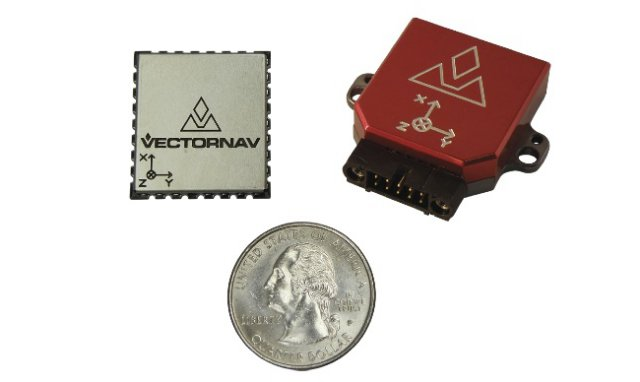 VECTORNAV
X
Z Y
X
Z Y
UNITED STATES OF AMERICA
LIBERTY
IN
GOD WE
TRUST
P
QUARTER DOLLAR